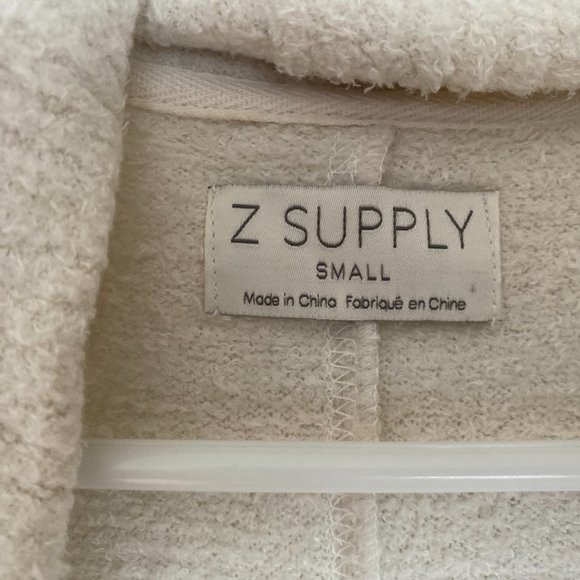 Z SUPPLY
SMALL
Made in China Fabriqué en Chine